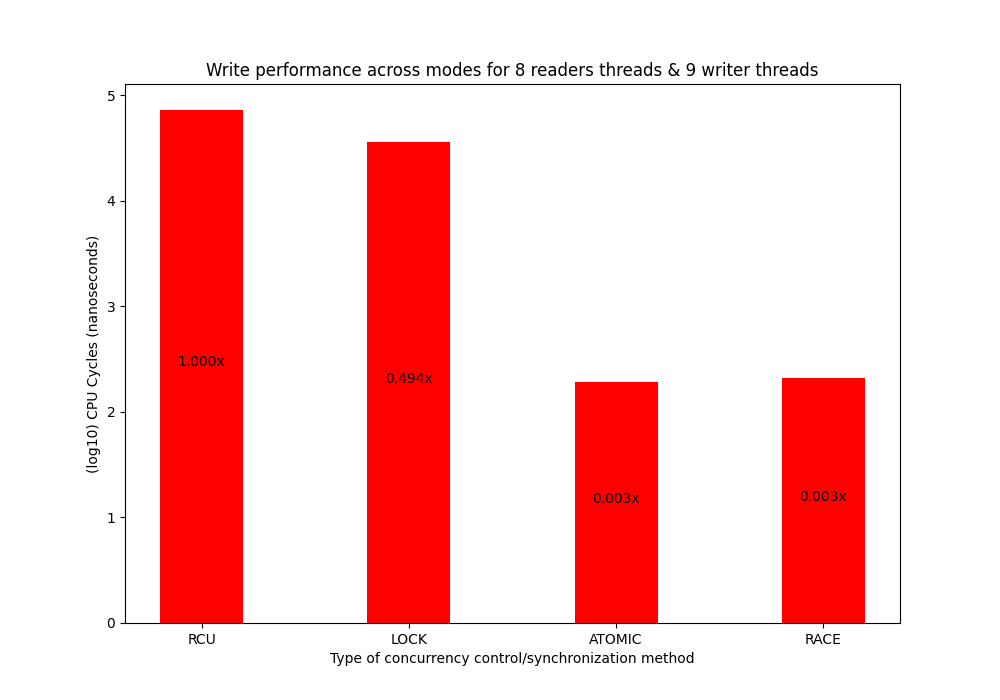 Write performance across modes for 8 readers threads & 9 writer threads
(log10) CPU Cycles (nanoseconds)
5
4
3
2
1
0
1.000x
0.494x
0.003x
0.003x
RCU
LOCK
ATOMIC
RACE
Type of concurrency control/synchronization method